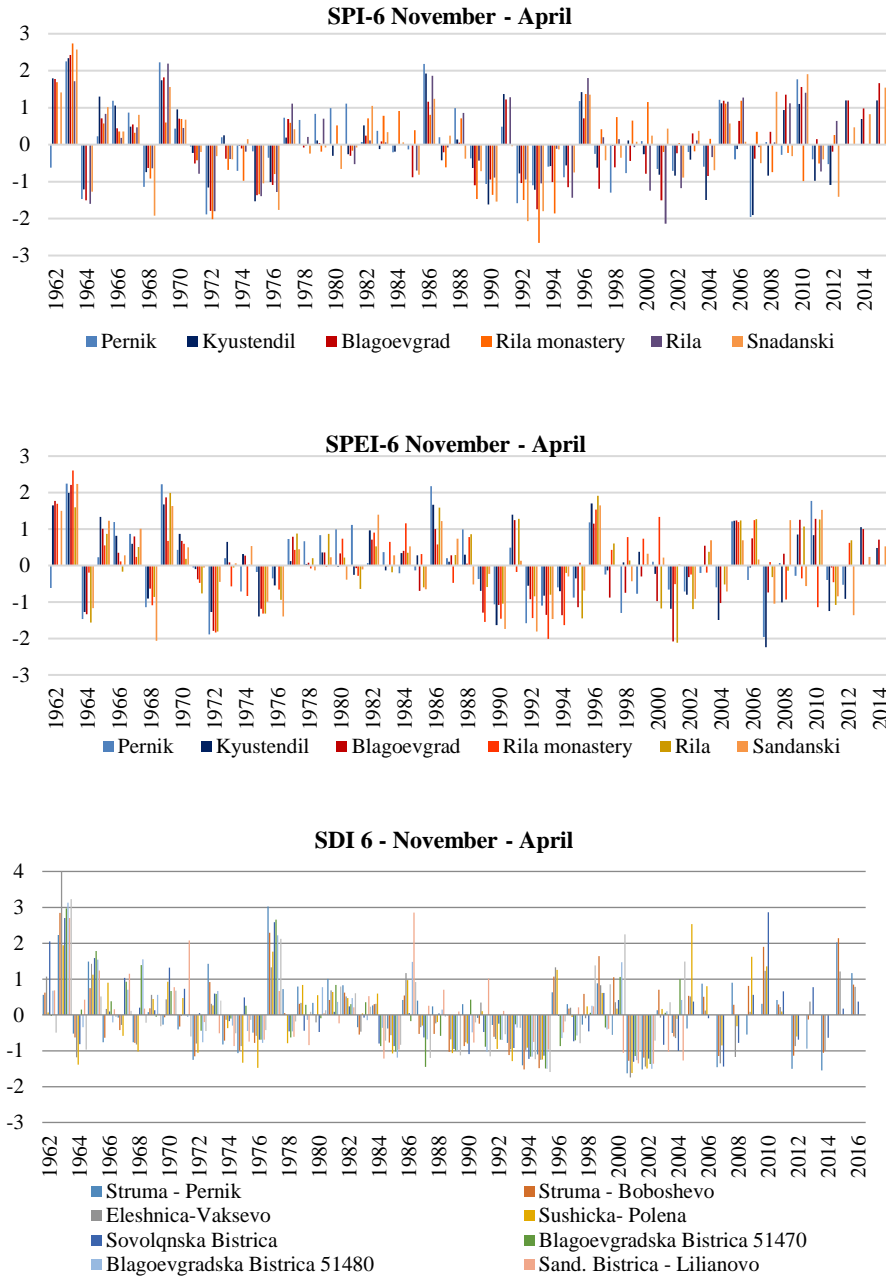 SPI-6 November - April
3
2
1
0
-1
-2
-3
1962 1964 1966 1968 1970 1972 1974 1976 1978 1980 1982 1984 1986 1988 1990 1992 1994 1996 1998 2000 2002 2004 2006 2008 2010 2012 2014
Pernik Kyustendil Blagoevgrad Rila monastery Rila Snadanski
SPEI-6 November - April
3
2
1
0
-1
-2
-3
1962 1964 1966 1968 1970 1972 1974 1976 1978 1980 1982 1984 1986 1988 1990 1992 1994 1996 1998 2000 2002 2004 2006 2008 2010 2012 2014
Pernik Kyustendil Blagoevgrad Rila monastery Rila Sandanski
SDI 6 - November - April
4
3
2
1
0
-1
-2
-3
1962 1964 1966 1968 1970 1972 1974 1976 1978 1980 1982 1984 1986 1988 1990 1992 1994 1996 1998 2000 2002 2004 2006 2008 2010 2012 2014 2016
Struma - Pernik Struma - Boboshevo
Eleshnica-Vaksevo Sushicka- Polena
Sovolqnska Bistrica Blagoevgradska Bistrica 51470
Blagoevgradska Bistrica 51480 Sand. Bistrica - Lilianovo